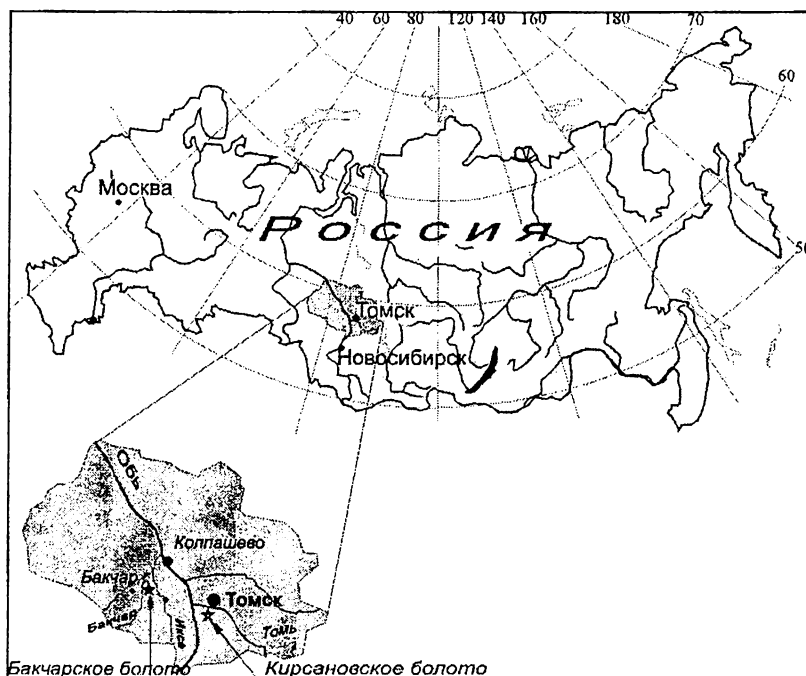 40 60 80 120 140 160 180 70
60
50
Москва
Россия
Томск
Новосибирск
Обь
Колпашево
Бакчар
Томск
Бакчар
Икса
Томь
Бакчарское болото
Кирсановское болото